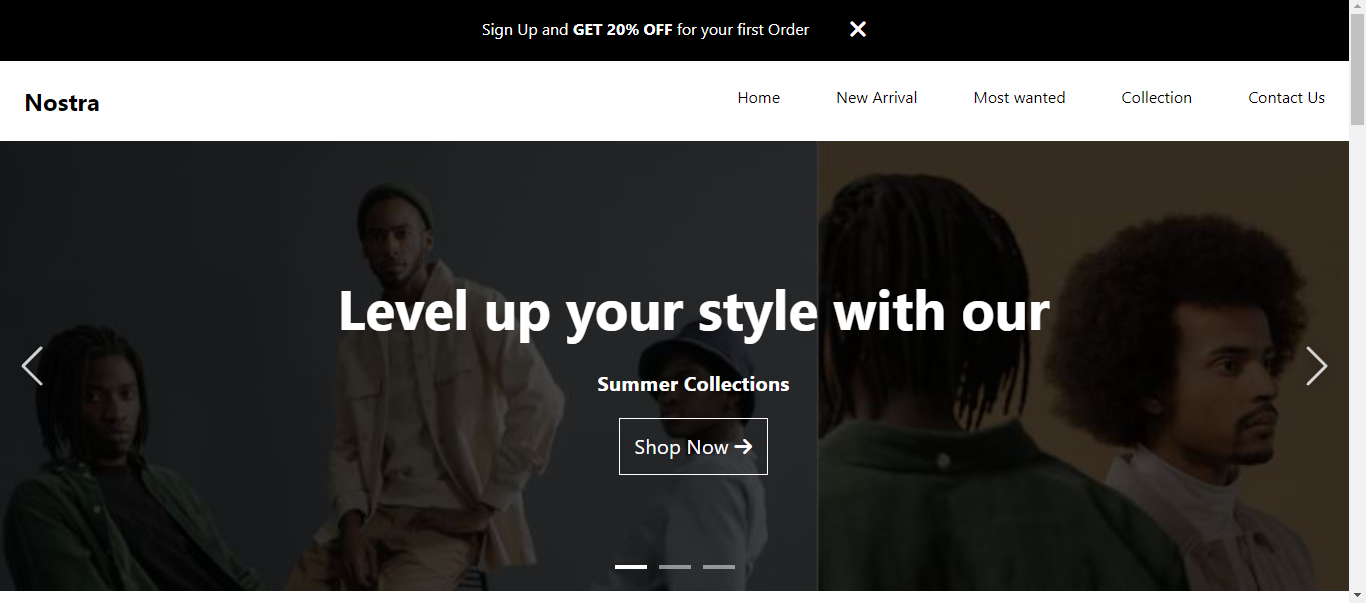 Sign Up and GET 20% OFF for your first Order
Nostra
Home New Arrival Most wanted Collection Contact Us
Level up your style with our
Summer Collections
Shop Now